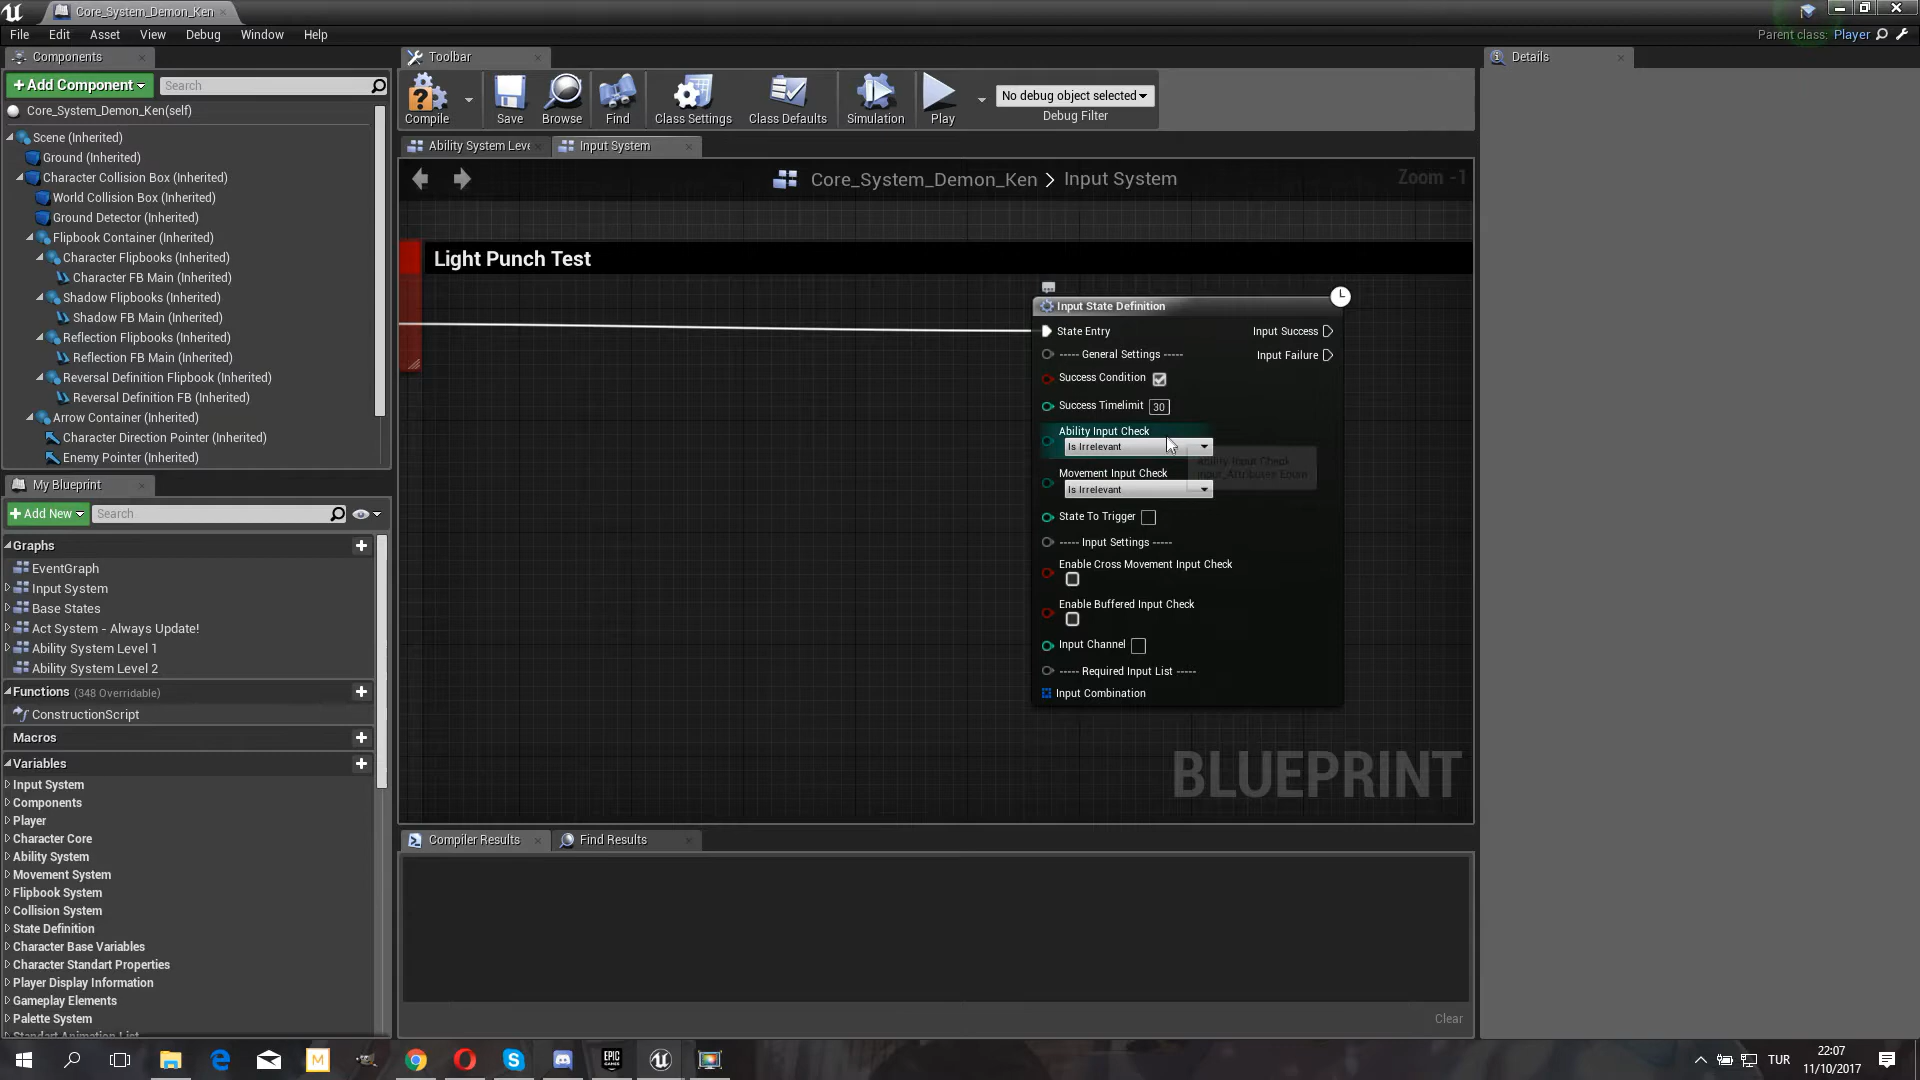 Core_System_Demon_Ken
File Edit Asset View Debug Window Help
Parent class: Player
Components
Toolbar
Details
Add Component
Search
Core_System_Demon_Ken(self)
Scene (Inherited)
Ground (Inherited)
Character Collision Box (Inherited)
World Collision Box (Inherited)
Ground Detector (Inherited)
Flipbook Container (Inherited)
Character Flipbooks (Inherited)
Character FB Main (Inherited)
Shadow Flipbooks (Inherited)
Shadow FB Main (Inherited)
Reflection Flipbooks (Inherited)
Reflection FB Main (Inherited)
Reversal Definition Flipbook (Inherited)
Reversal Definition FB (Inherited)
Arrow Container (Inherited)
Character Direction Pointer (Inherited)
Enemy Pointer (Inherited)
Compile
Save
Browse
Find
Class Settings
Class Defaults
Simulation
Play
No debug object selected
Debug Filter
Ability System Leve
Input System
Core_System_Demon_Ken > Input System
Zoom -1
Light Punch Test
Input State Definition
State Entry
Input Success
----- General Settings -----
Input Failure
Success Condition
Success Timelimit 30
Ability Input Check
Is Irrelevant
Ability Input Check
Input_Attributes Enum
Movement Input Check
Is Irrelevant
State To Trigger
----- Input Settings -----
Enable Cross Movement Input Check
Enable Buffered Input Check
Input Channel
----- Required Input List -----
Input Combination
BLUEPRINT
My Blueprint
Add New
Search
Graphs
EventGraph
Input System
Base States
Act System - Always Update!
Ability System Level 1
Ability System Level 2
Functions (348 Overridable)
ConstructionScript
Macros
Variables
Input System
Components
Player
Character Core
Ability System
Movement System
Flipbook System
Collision System
State Definition
Character Base Variables
Character Standart Properties
Player Display Information
Gameplay Elements
Palette System
Standart Animation List
Compiler Results
Find Results
Clear
EPIC
GAMES
TUR
22:07
11/10/2017